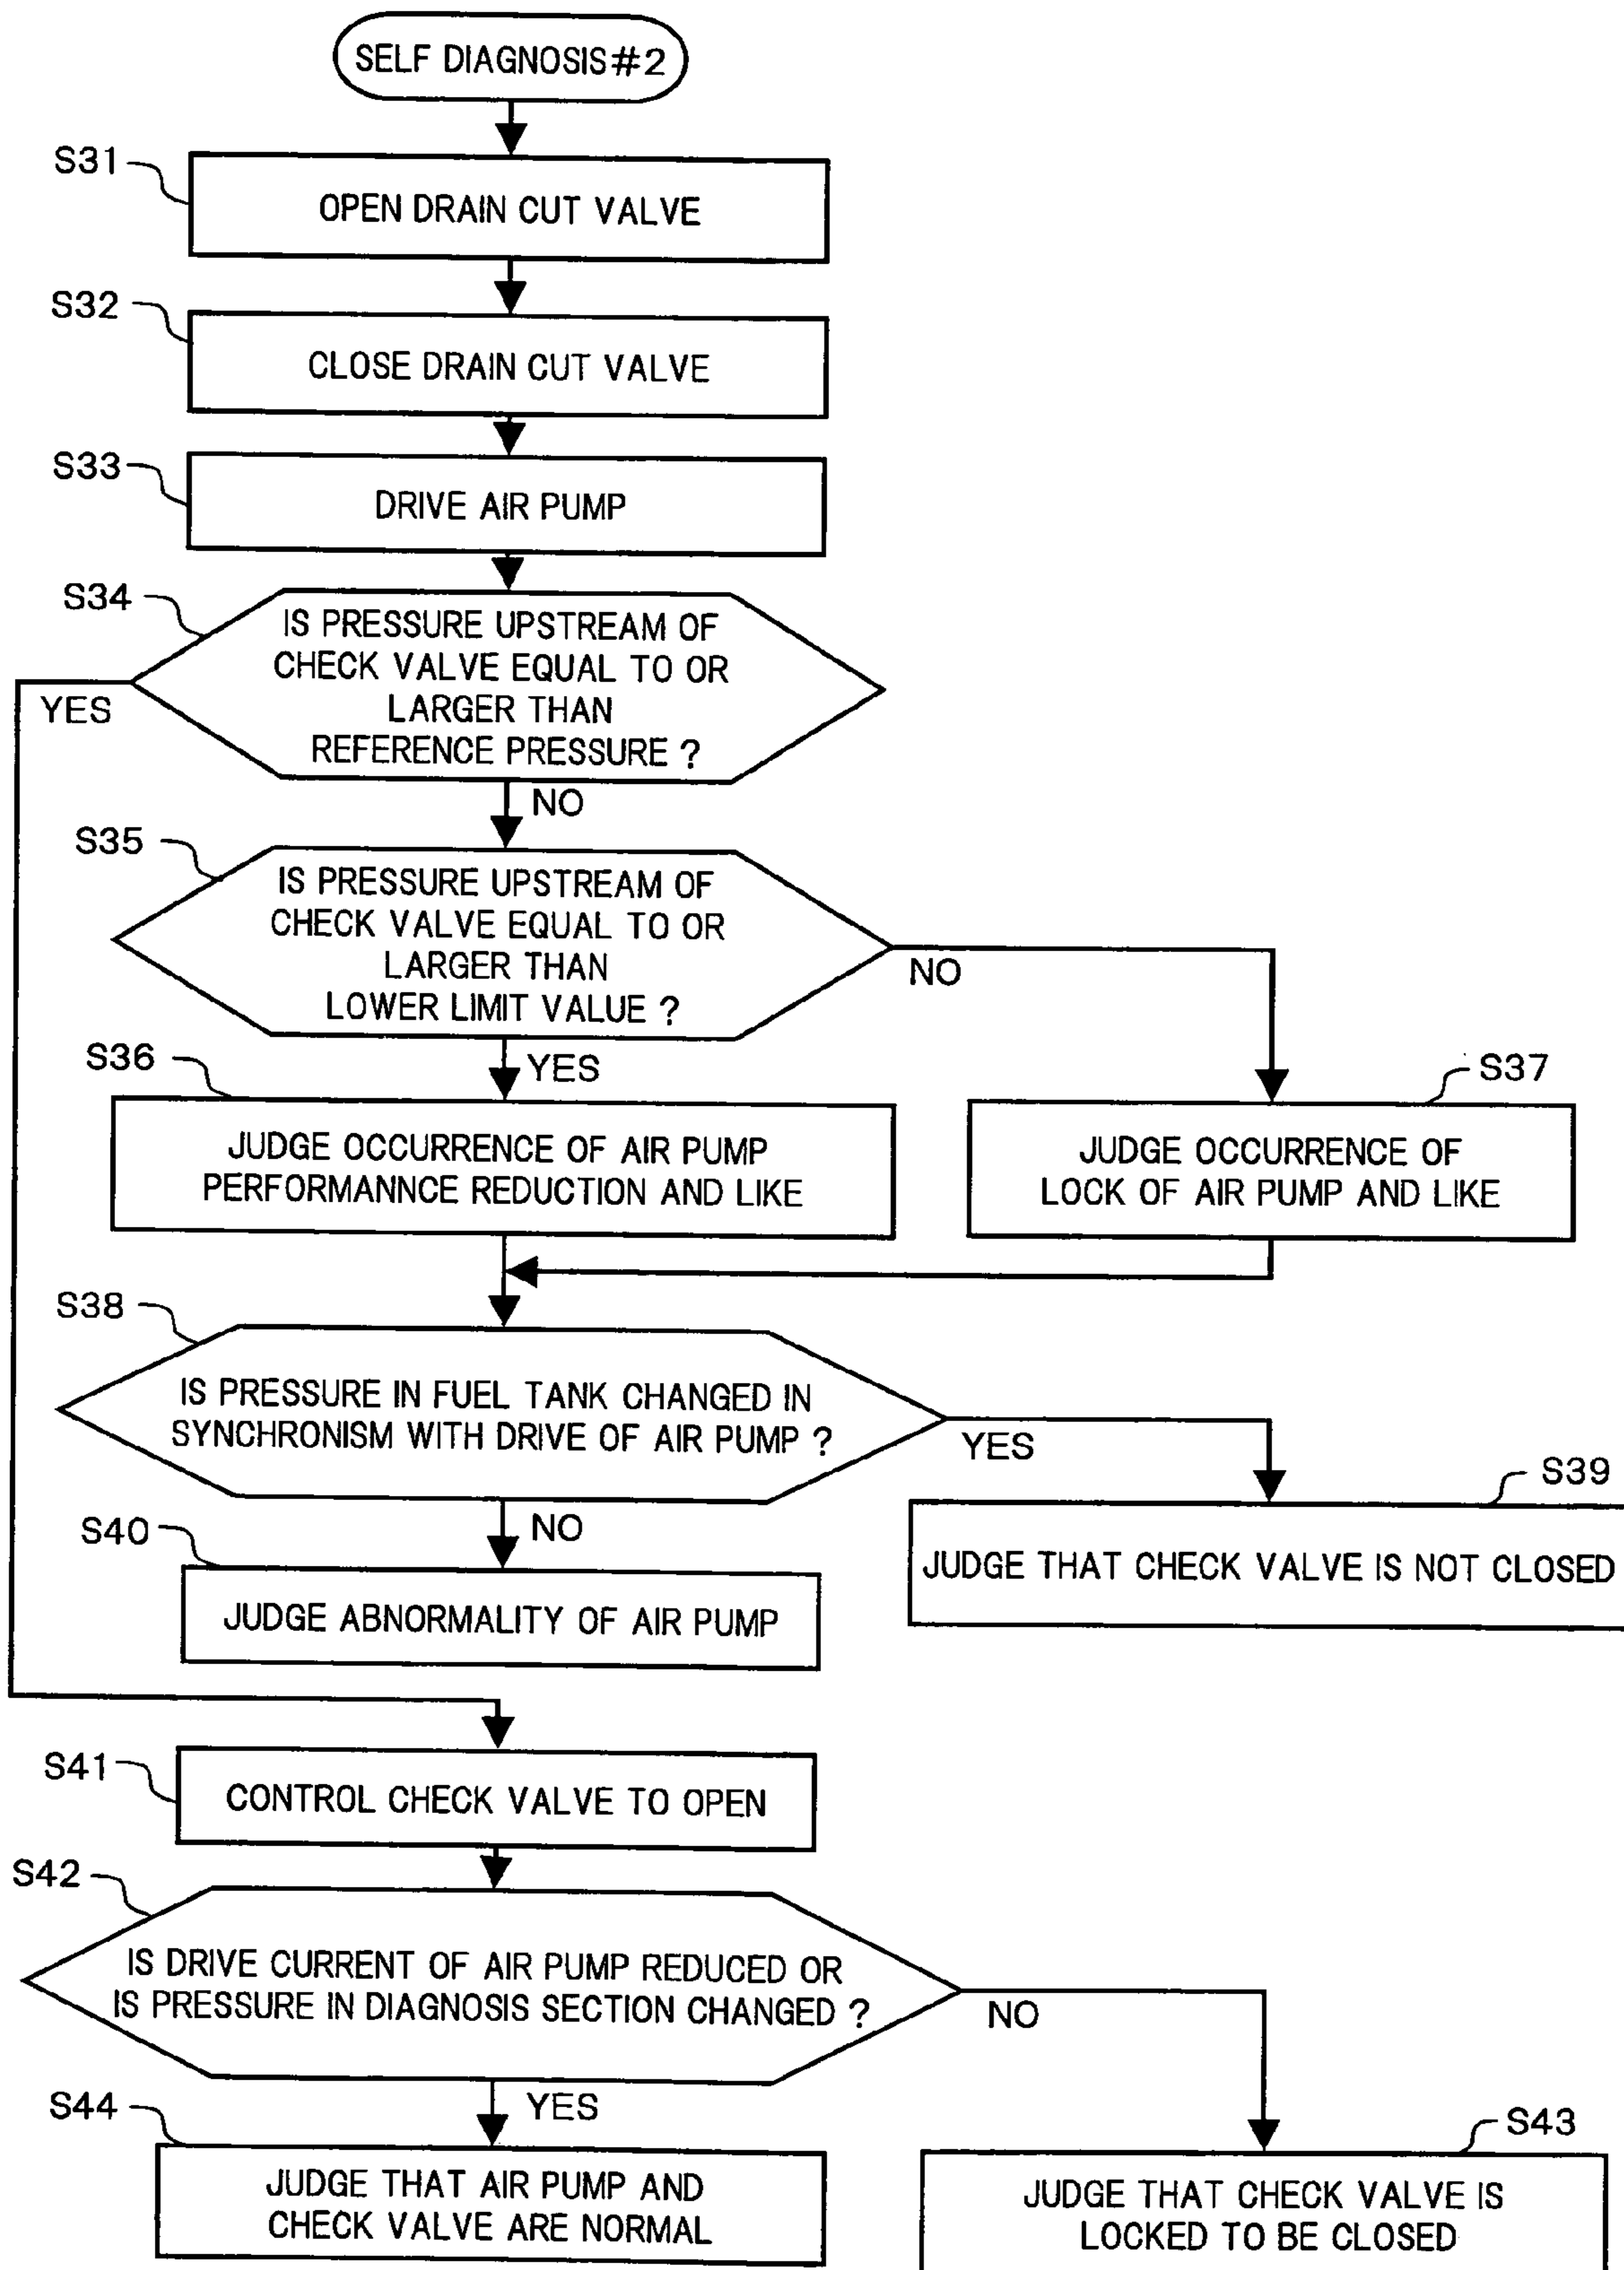 SELF DIAGNOSIS#2
S31
OPEN DRAIN CUT VALVE
S32
CLOSE DRAIN CUT VALVE
S33
DRIVE AIR PUMP
S34
IS PRESSURE UPSTREAM OF
CHECK VALVE EQUAL TO OR
LARGER THAN
REFERENCE PRESSURE ?
YES
NO
S35
IS PRESSURE UPSTREAM OF
CHECK VALVE EQUAL TO OR
LARGER THAN
LOWER LIMIT VALUE ?
NO
YES
S36
JUDGE OCCURRENCE OF AIR PUMP
PERFORMANNCE REDUCTION AND LIKE
S37
JUDGE OCCURRENCE OF
LOCK OF AIR PUMP AND LIKE
S38
IS PRESSURE IN FUEL TANK CHANGED IN
SYNCHRONISM WITH DRIVE OF AIR PUMP ?
YES
NO
S39
JUDGE THAT CHECK VALVE IS NOT CLOSED
S40
JUDGE ABNORMALITY OF AIR PUMP
S41
CONTROL CHECK VALVE TO OPEN
S42
IS DRIVE CURRENT OF AIR PUMP REDUCED OR
IS PRESSURE IN DIAGNOSIS SECTION CHANGED ?
NO
YES
S44
JUDGE THAT AIR PUMP AND
CHECK VALVE ARE NORMAL
S43
JUDGE THAT CHECK VALVE IS
LOCKED TO BE CLOSED